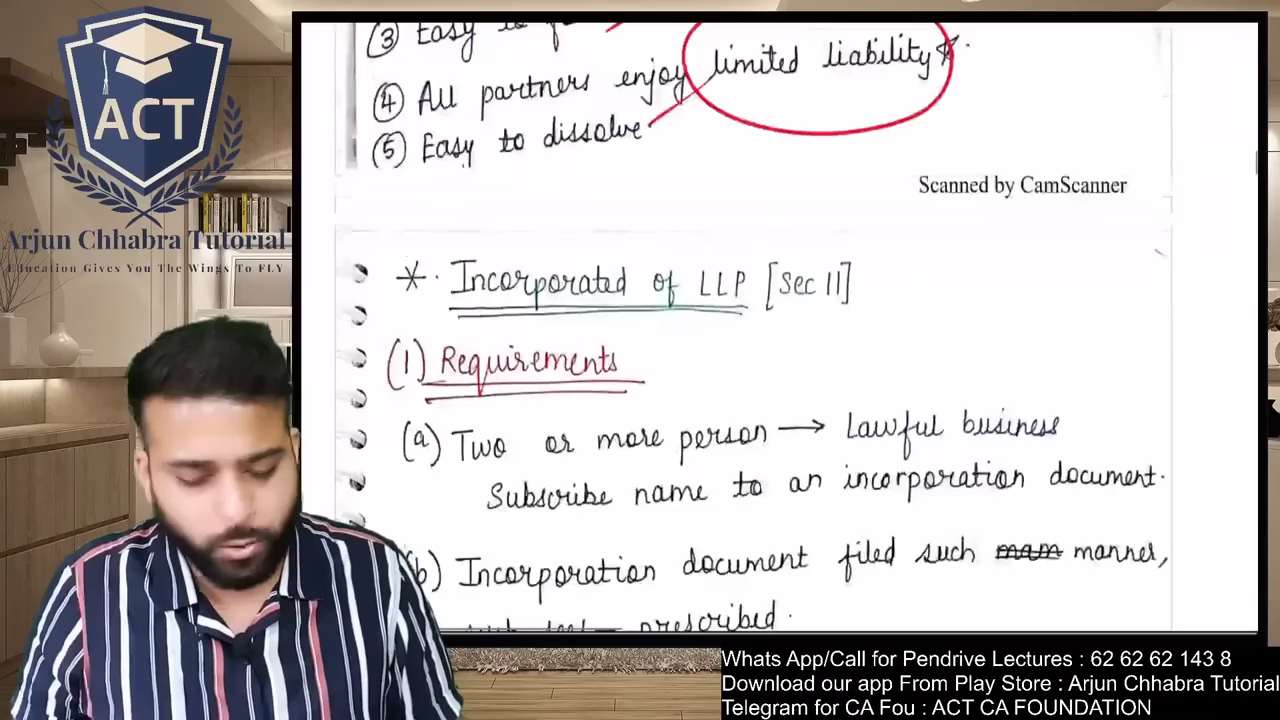 ACT
Arjun Chhabra Tutorial
Education Gives You The Wings To FLY
③ Easy to
④ All partners enjoy limited liability *.
⑤ Easy to dissolve
Scanned by CamScanner
*. Incorporated of LLP [Sec 11]
(1) Requirements
(a) Two or more person → Lawful business
Subscribe name to an incorporation document.
(b) Incorporation document filed such manner,
prescribed.
Whats App/Call for Pendrive Lectures : 62 62 62 143 8
Download our app From Play Store : Arjun Chhabra Tutorial
Telegram for CA Fou : ACT CA FOUNDATION